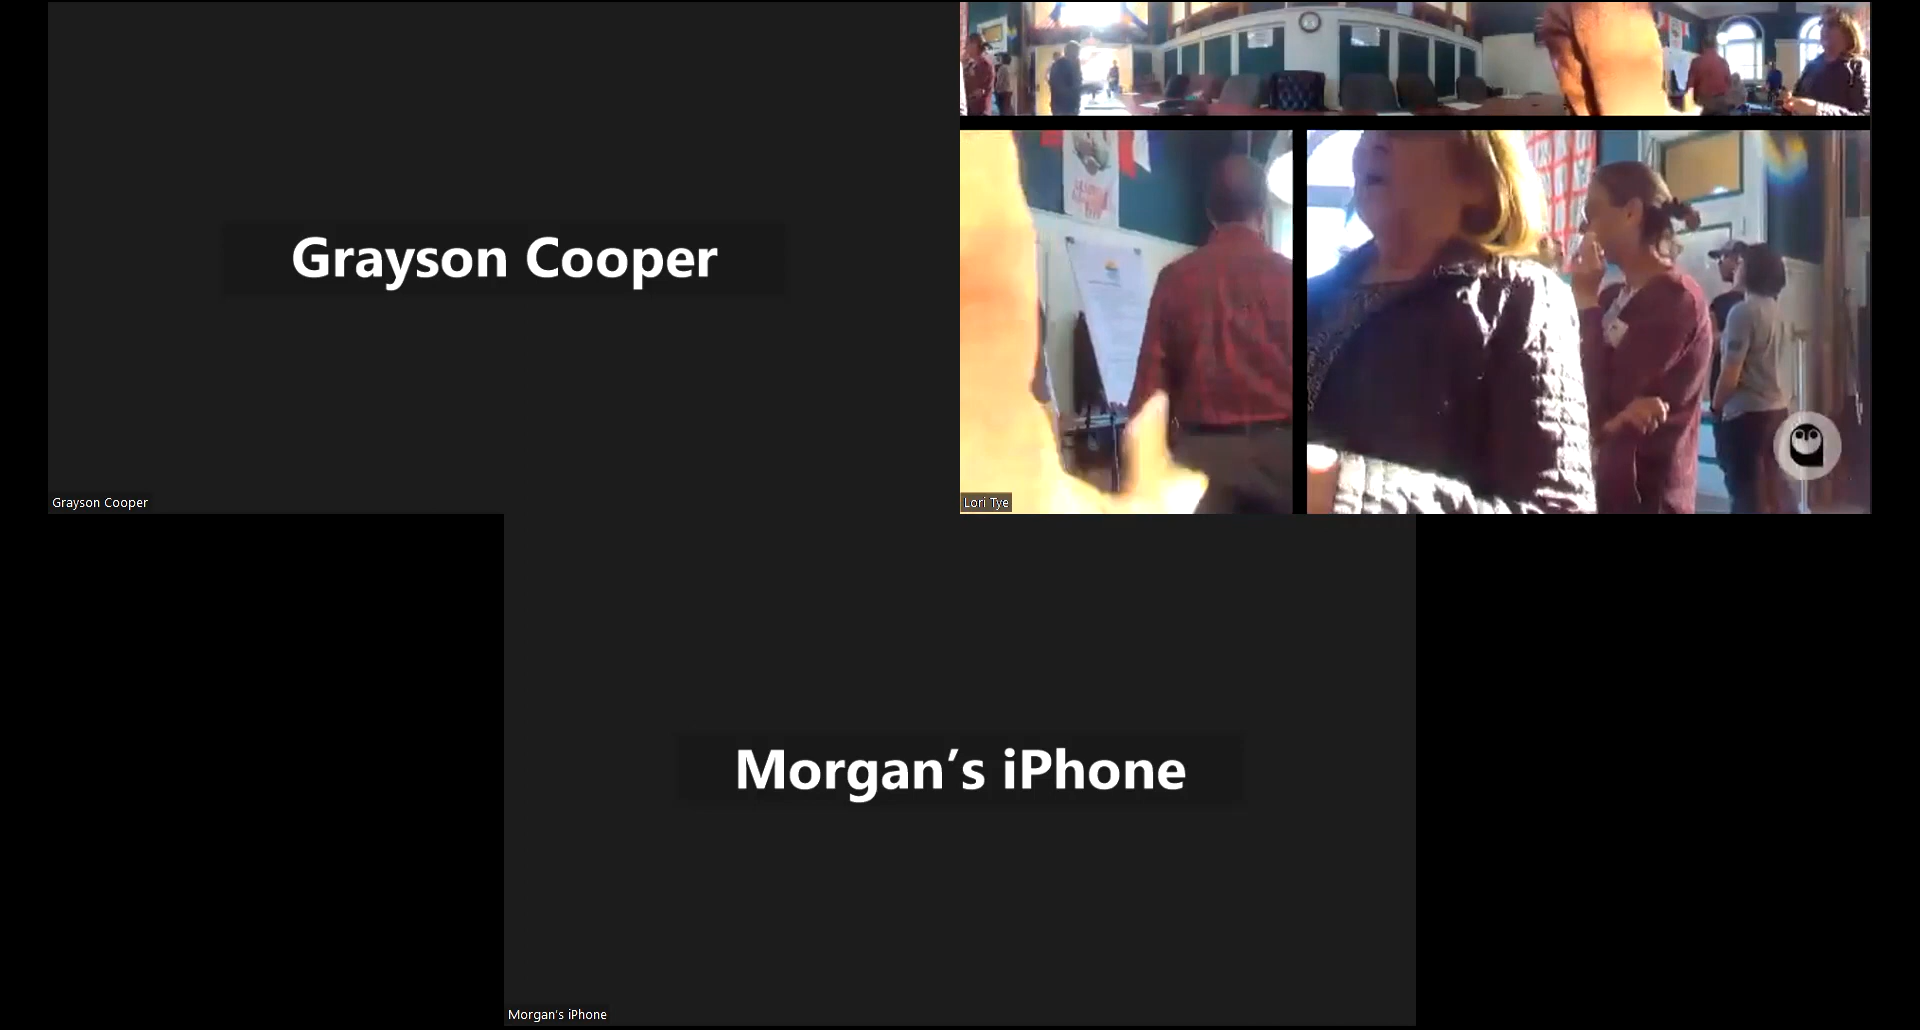 Grayson Cooper
Grayson Cooper
Lori Tye
Morgan’s iPhone
Morgan's iPhone